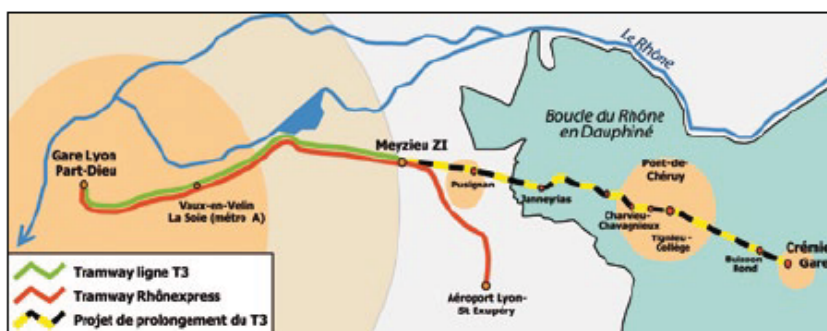 Le Rhône
Boucle du Rhône
en Dauphiné
Gare Lyon
Part-Dieu
Meyzieu ZI
Pusignan
Vaux-en-Velin
La Soie (métro A)
Janneyrias
Pont-de-
Chéruy
Charvieu-
Chavagnieux
Tignieu-
Collège
Buisson
Rond
Crémie
Gare
Aéroport Lyon-
St Exupéry
Tramway ligne T3
Tramway Rhônexpress
Projet de prolongement du T3